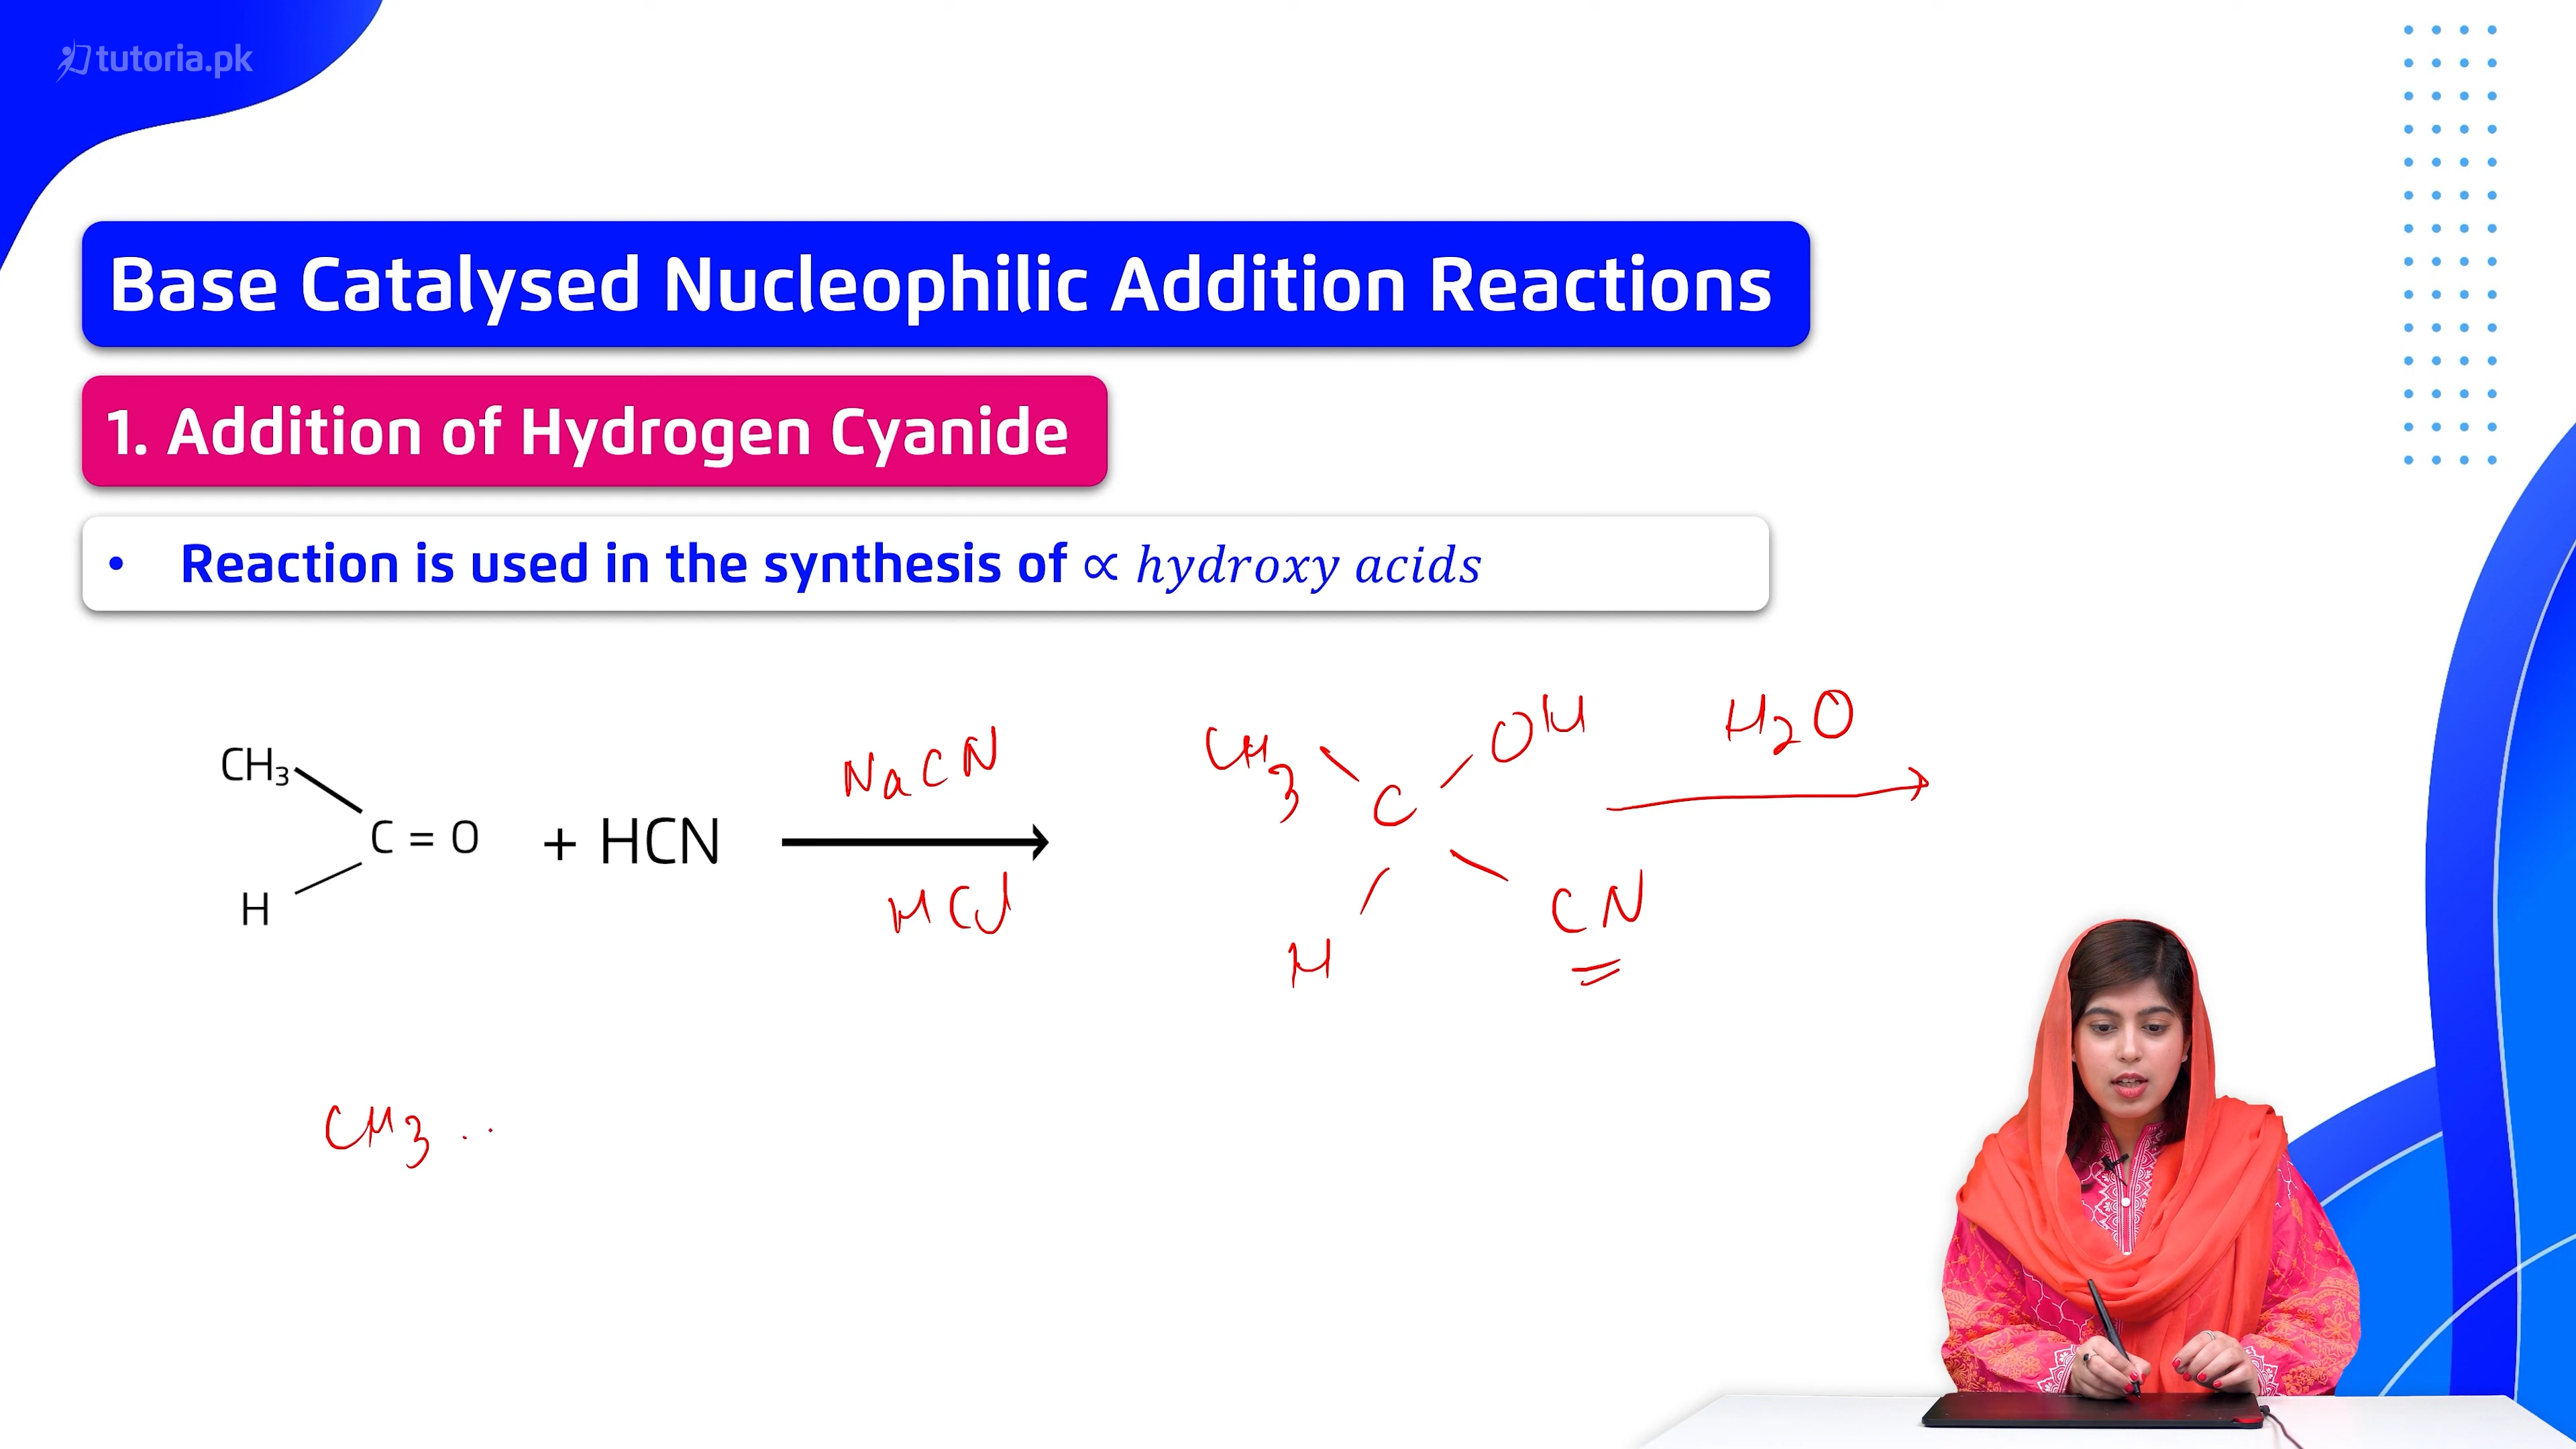 tutoria.pk
Base Catalysed Nucleophilic Addition Reactions
1. Addition of Hydrogen Cyanide
• Reaction is used in the synthesis of ∝ hydroxy acids
CH₃
C = O
H
+ HCN
NaCN
HCl
CH₃
OH
C
H
CN
H₂O
CH₃ . .